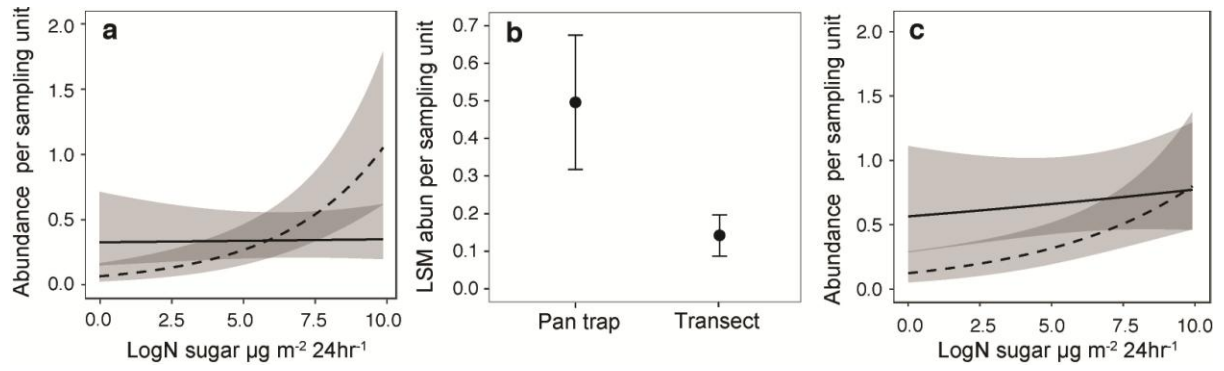 a
Abundance per sampling unit
2.0
1.5
1.0
0.5
0.0
0.0 2.5 5.0 7.5 10.0
LogN sugar µg m⁻² 24hr⁻¹
b
LSM abun per sampling unit
0.7
0.6
0.5
0.4
0.3
0.2
0.1
0.0
Pan trap Transect
c
Abundance per sampling unit
2.0
1.5
1.0
0.5
0.0
0.0 2.5 5.0 7.5 10.0
LogN sugar µg m⁻² 24hr⁻¹